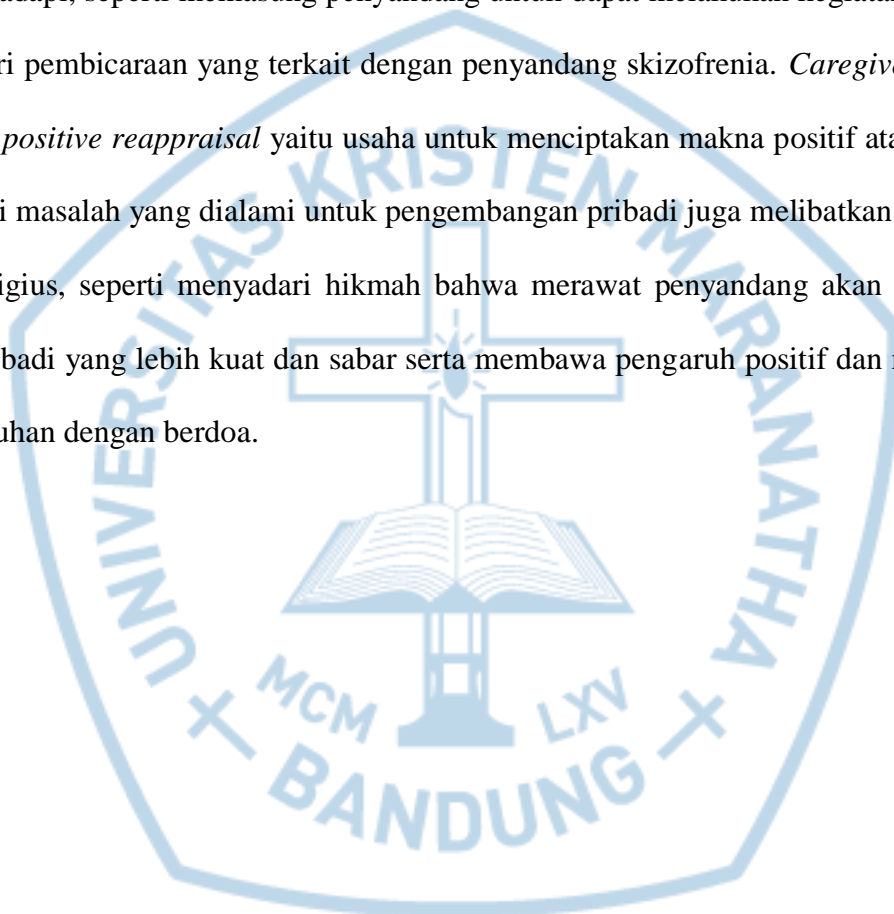 adapi, seperti memasung penyandang untuk dapat melakukan kegiatan
ri pembicaraan yang terkait dengan penyandang skizofrenia. Caregive
positive reappraisal yaitu usaha untuk menciptakan makna positif ata
i masalah yang dialami untuk pengembangan pribadi juga melibatkan
igius, seperti menyadari hikmah bahwa merawat penyandang akan
badi yang lebih kuat dan sabar serta membawa pengaruh positif dan
uhan dengan berdoa.
UNIVERSITAS KRISTEN MARANATHA
MCM LXV
BANDUNG